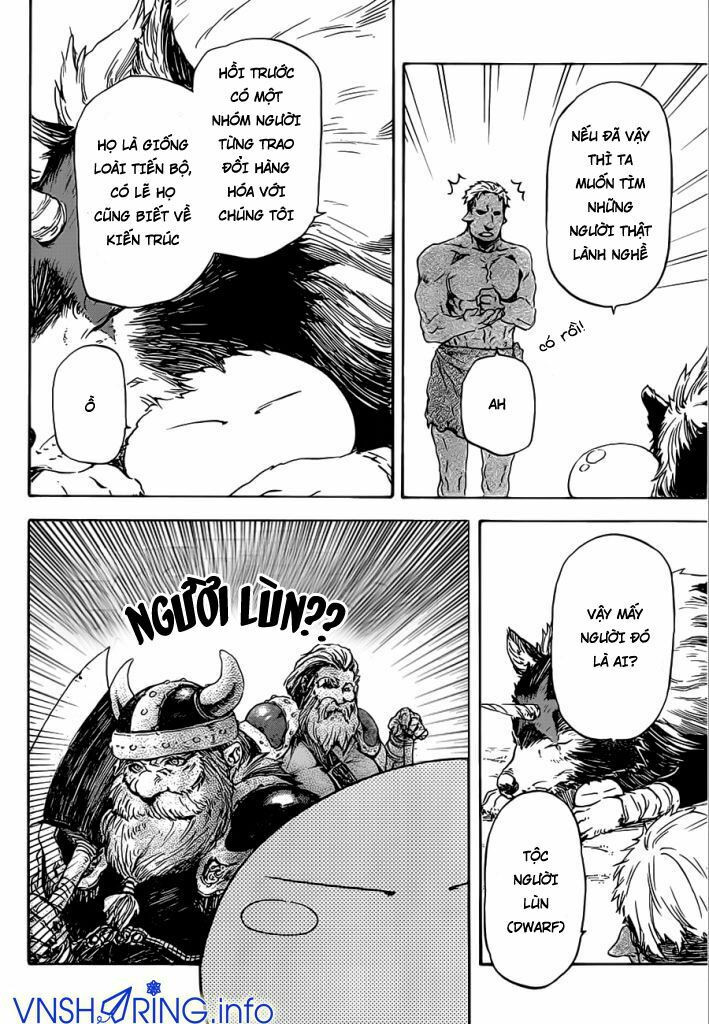 NẾU ĐÃ VẬY
THÌ TA
MUỐN TÌM
NHỮNG
NGƯỜI THẬT
LÀNH NGHỀ
có rồi!
AH
HỒI TRƯỚC
CÓ MỘT
NHÓM NGƯỜI
TỪNG TRAO
ĐỔI HÀNG
HÓA VỚI
CHÚNG TÔI
HỌ LÀ GIỐNG
LOÀI TIẾN BỘ,
CÓ LẼ HỌ
CŨNG BIẾT VỀ
KIẾN TRÚC
Ồ
VẬY MẤY
NGƯỜI ĐÓ
LÀ AI?
TỘC
NGƯỜI
LÙN
(DWARF)
NGƯỜI LÙN??
VNSHARING.info